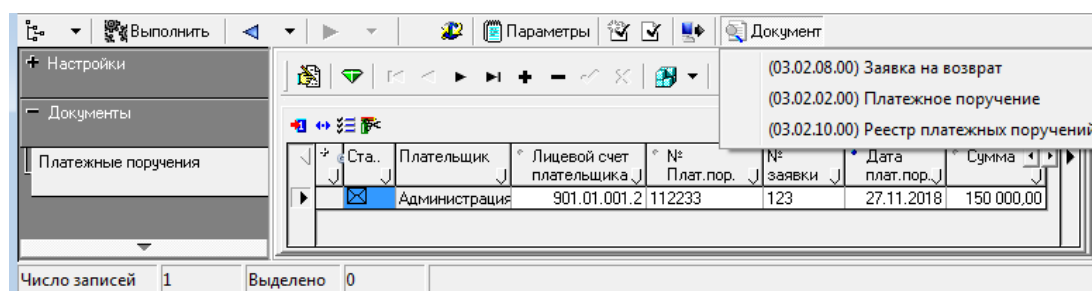 Выполнить Параметры Документ
Настройки
(03.02.08.00) Заявка на возврат
(03.02.02.00) Платежное поручение
(03.02.10.00) Реестр платежных поручений
Документы
Платежные поручения
Ста.. Плательщик Лицевой счет плательщика № Плат.пор. № заявки Дата плат.пор.. Сумма
Администрация 901.01.001.2 112233 123 27.11.2018 150 000,00
Число записей 1 Выделено 0